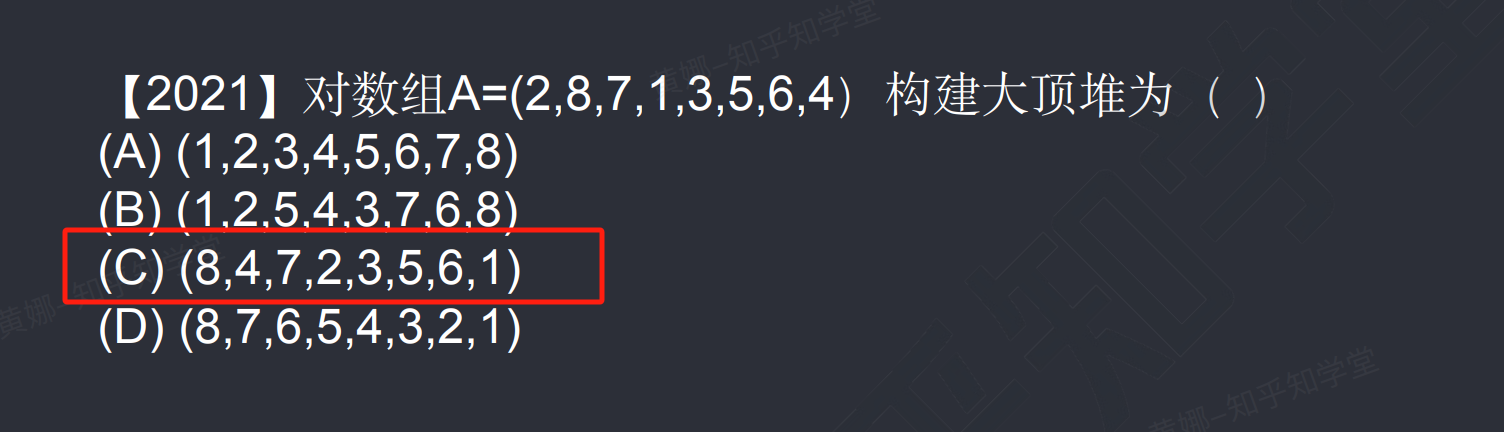 【2021】对数组A=(2,8,7,1,3,5,6,4）构建大顶堆为（ ）
(A) (1,2,3,4,5,6,7,8)
(B) (1,2,5,4,3,7,6,8)
(C) (8,4,7,2,3,5,6,1)
(D) (8,7,6,5,4,3,2,1)
黄娜-知乎知学堂
黄娜-知乎知学堂
黄娜-知乎知学堂